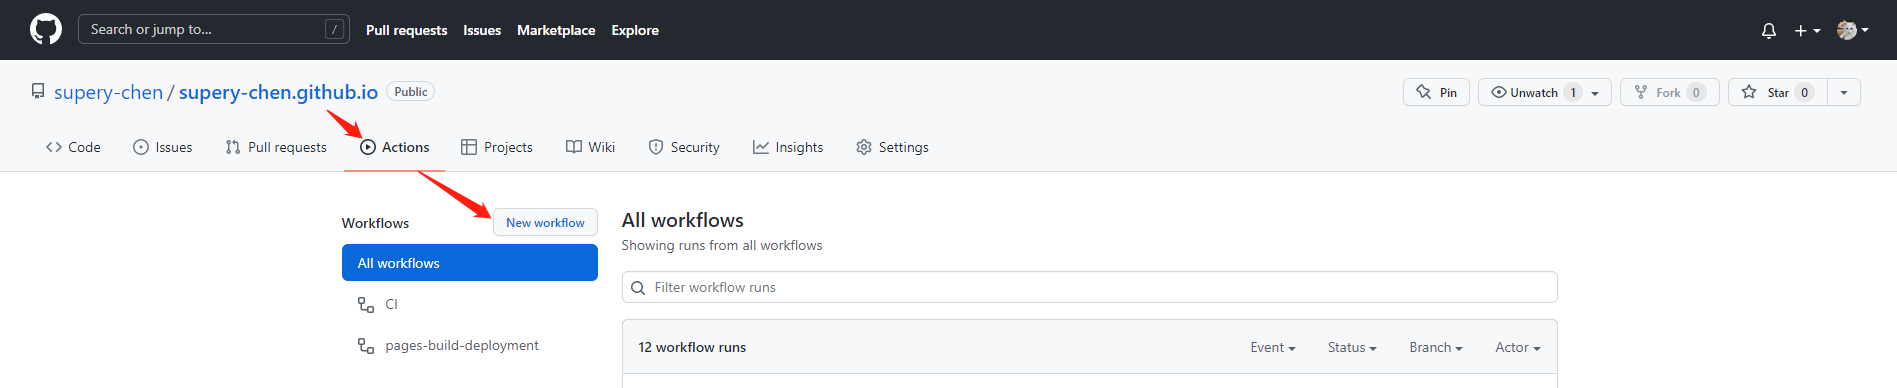 Search or jump to... / Pull requests Issues Marketplace Explore
supery-chen / supery-chen.github.io Public Pin Unwatch 1 Fork 0 Star 0
Code Issues Pull requests Actions Projects Wiki Security Insights Settings
Workflows New workflow
All workflows
CI
pages-build-deployment
All workflows
Showing runs from all workflows
Filter workflow runs
12 workflow runs Event Status Branch Actor